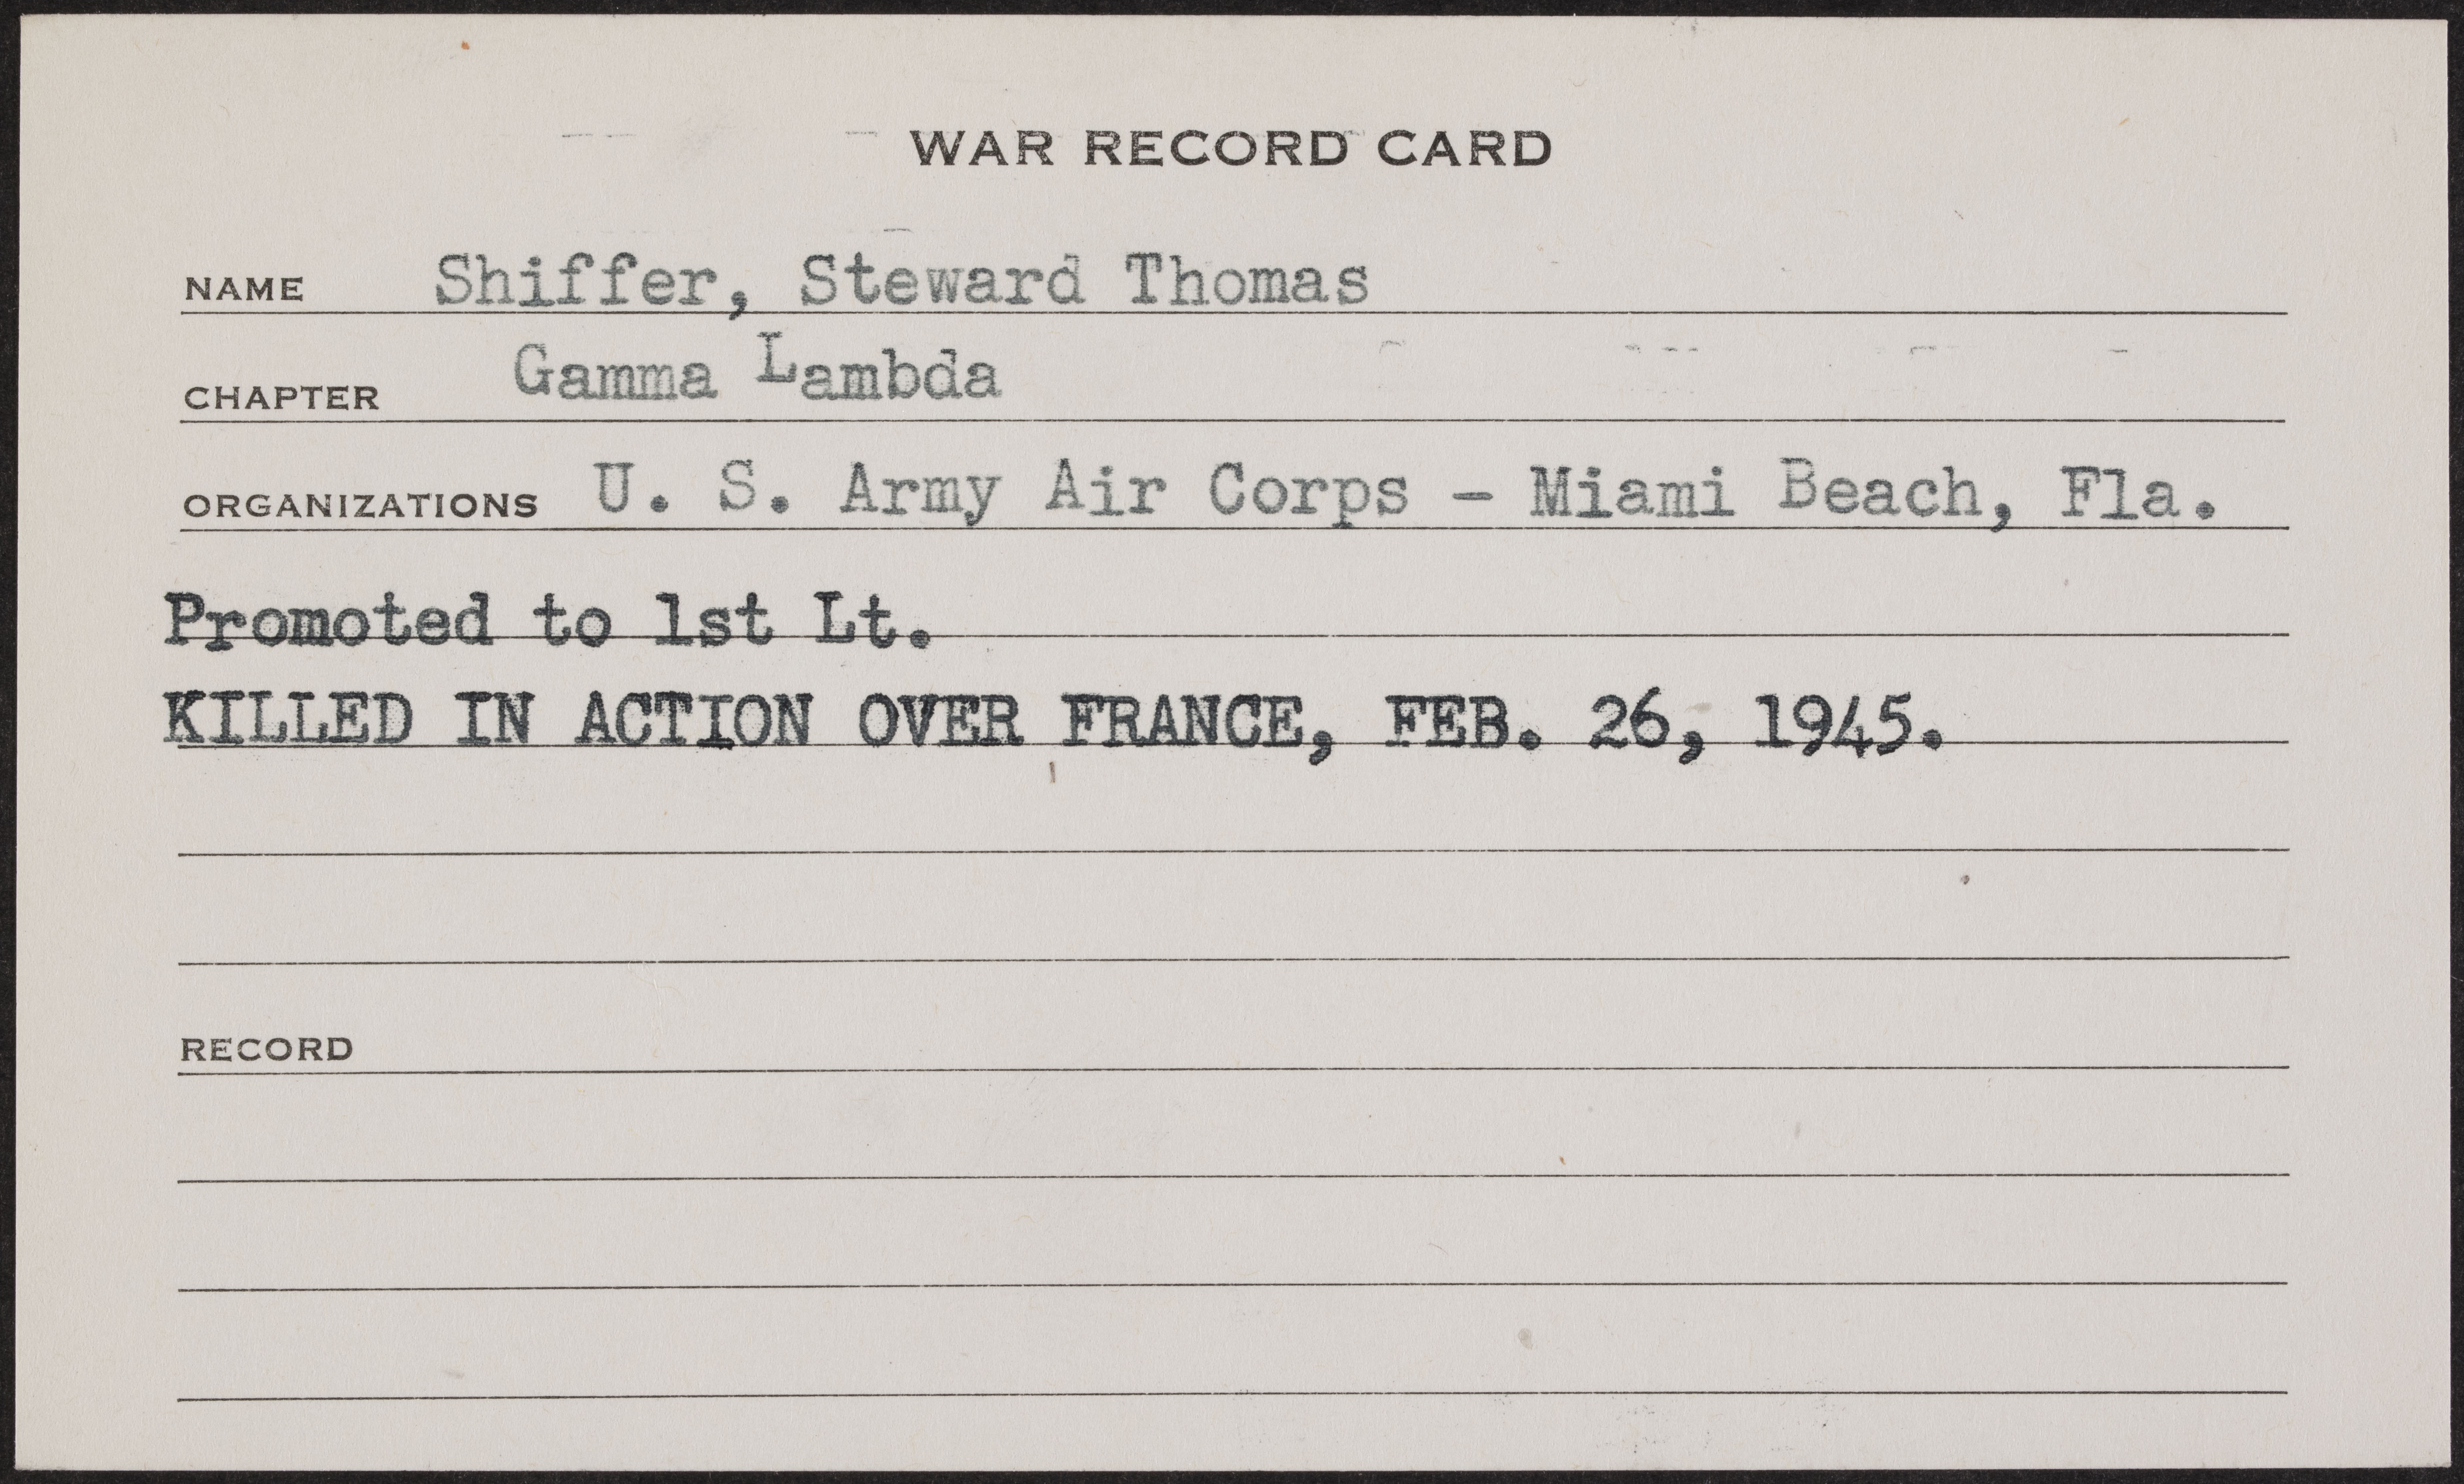 WAR RECORD CARD
NAME Shiffer, Steward Thomas
CHAPTER Gamma Lambda
ORGANIZATIONS U. S. Army Air Corps - Miami Beach, Fla.
Promoted to 1st Lt.
KILLED IN ACTION OVER FRANCE, FEB. 26, 1945.
RECORD